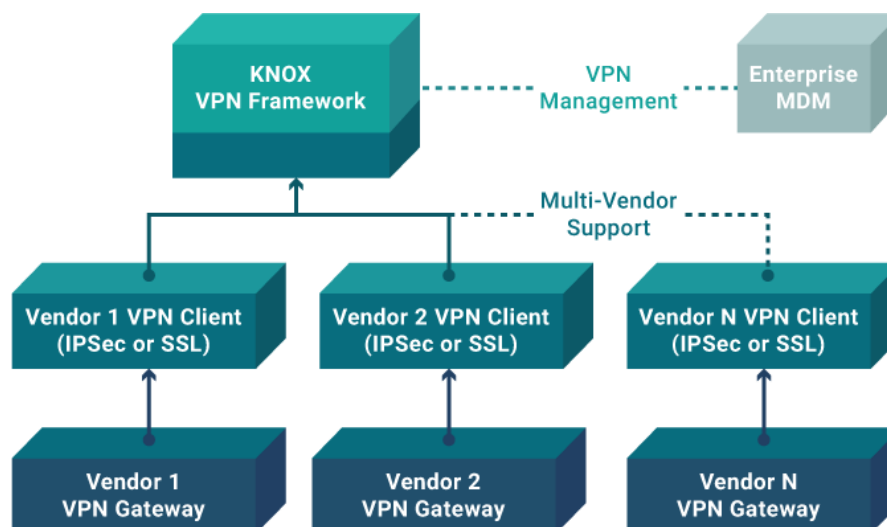 KNOX
VPN Framework
VPN
Management
Enterprise
MDM
Multi-Vendor
Support
Vendor 1 VPN Client
(IPSec or SSL)
Vendor 2 VPN Client
(IPSec or SSL)
Vendor N VPN Client
(IPSec or SSL)
Vendor 1
VPN Gateway
Vendor 2
VPN Gateway
Vendor N
VPN Gateway